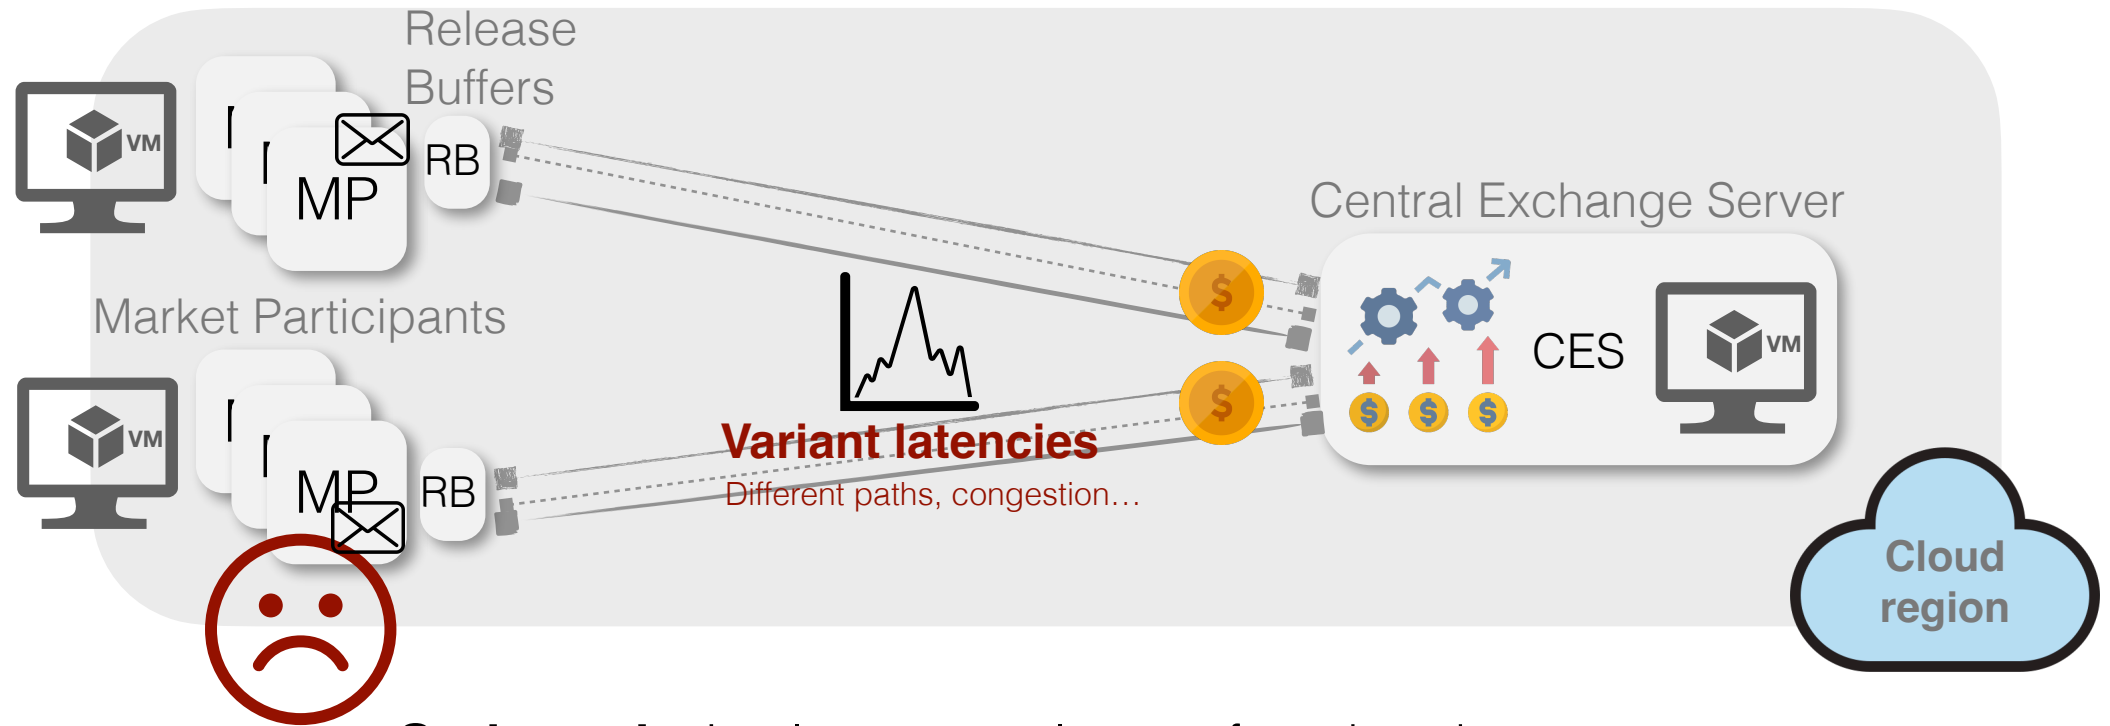 Release
Buffers
VM
MP
RB
Central Exchange Server
Market Participants
$
CES
VM
$ $ $
$
VM
MP
RB
Variant latencies
Different paths, congestion...
Cloud
region